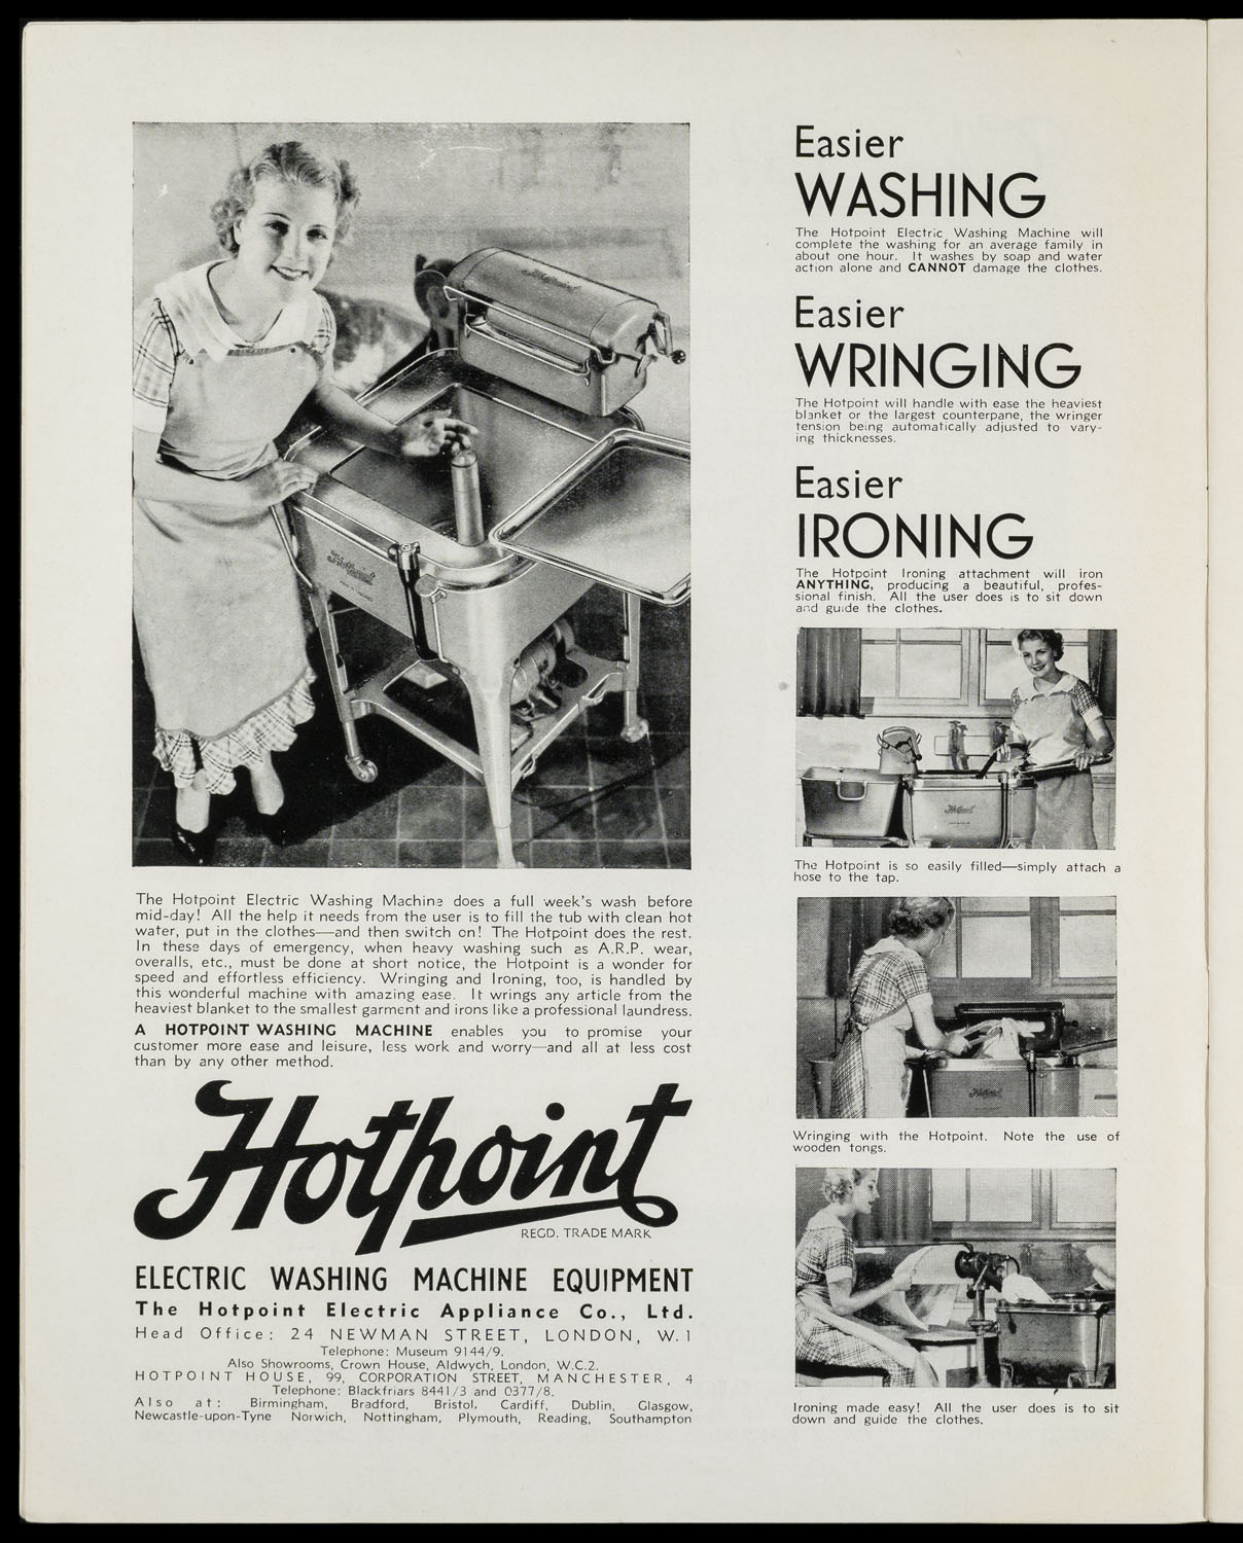 The Hotpoint Electric Washing Machine does a full week's wash before
mid-day! All the help it needs from the user is to fill the tub with clean hot
water, put in the clothes—and then switch on! The Hotpoint does the rest.
In these days of emergency, when heavy washing such as A.R.P. wear,
overalls, etc., must be done at short notice, the Hotpoint is a wonder for
speed and effortless efficiency. Wringing and Ironing, too, is handled by
this wonderful machine with amazing ease. It wrings any article from the
heaviest blanket to the smallest garment and irons like a professional laundress.
A HOTPOINT WASHING MACHINE enables you to promise your
customer more ease and leisure, less work and worry—and all at less cost
than by any other method.
Hotpoint
REGD. TRADE MARK
ELECTRIC WASHING MACHINE EQUIPMENT
The Hotpoint Electric Appliance Co., Ltd.
Head Office: 24 NEWMAN STREET, LONDON, W.1
Telephone: Museum 9144/9.
Also Showrooms, Crown House, Aldwych, London, W.C.2.
HOTPOINT HOUSE, 99, CORPORATION STREET, MANCHESTER, 4
Telephone: Blackfriars 8441/3 and 0377/8.
Also at: Birmingham, Bradford, Bristol, Cardiff, Dublin, Glasgow,
Newcastle-upon-Tyne Norwich, Nottingham, Plymouth, Reading, Southampton
Easier
WASHING
The Hotpoint Electric Washing Machine will
complete the washing for an average family in
about one hour. It washes by soap and water
action alone and CANNOT damage the clothes.
Easier
WRINGING
The Hotpoint will handle with ease the heaviest
blanket or the largest counterpane, the wringer
tension being automatically adjusted to vary-
ing thicknesses.
Easier
IRONING
The Hotpoint Ironing attachment will iron
ANYTHING, producing a beautiful, profes-
sional finish. All the user does is to sit down
and guide the clothes.
Hotpoint
The Hotpoint is so easily filled—simply attach a
hose to the tap.
Hotpoint
Wringing with the Hotpoint. Note the use of
wooden tongs.
Ironing made easy! All the user does is to sit
down and guide the clothes.